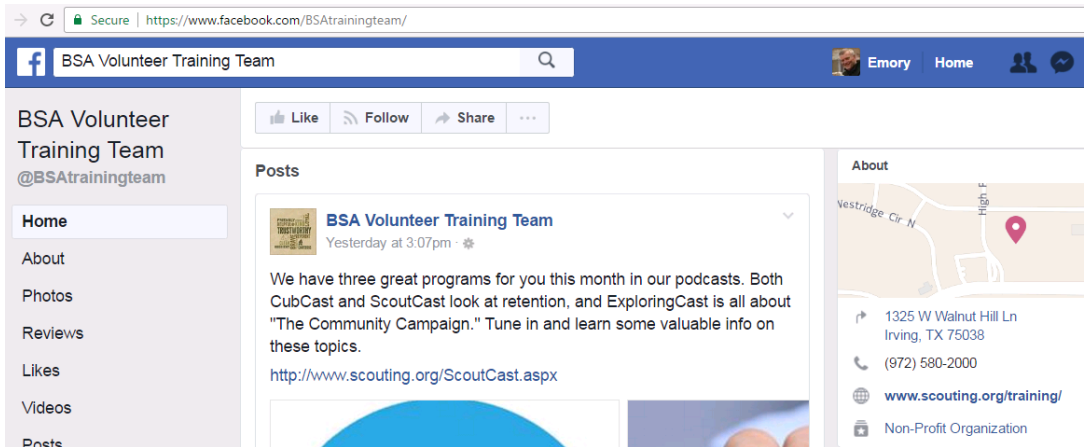 Secure | https://www.facebook.com/BSAtrainingteam/
f BSA Volunteer Training Team
Emory Home
BSA Volunteer
Training Team
@BSAtrainingteam
Home
About
Photos
Reviews
Likes
Videos
Posts
Like Follow Share ...
Posts
BSA Volunteer Training Team
Yesterday at 3:07pm ·
TRUSTWORTHY
We have three great programs for you this month in our podcasts. Both
CubCast and ScoutCast look at retention, and ExploringCast is all about
"The Community Campaign." Tune in and learn some valuable info on
these topics.
http://www.scouting.org/ScoutCast.aspx
About
Westridge Cir N
1325 W Walnut Hill Ln
Irving, TX 75038
(972) 580-2000
www.scouting.org/training/
Non-Profit Organization